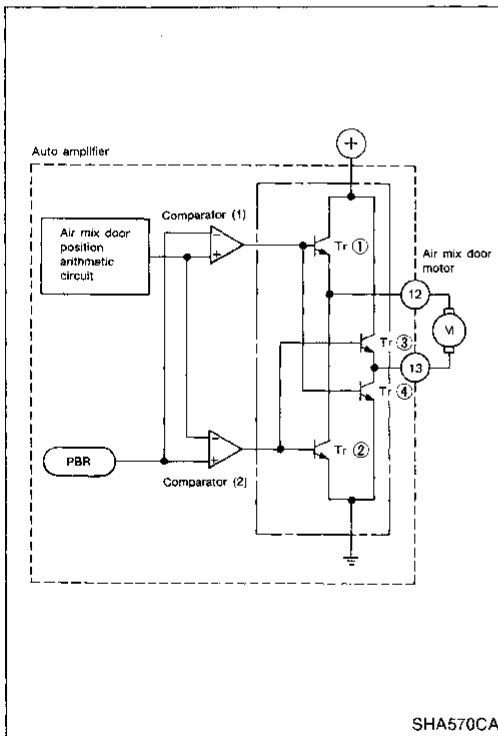 +
Auto amplifier
Comparator (1)
Air mix door
position
arithmetic
circuit
−
+
Tr ①
Air mix door
motor
12
M
Tr ③
13
Tr ④
−
+
Tr ②
PBR
Comparator (2)
SHA570CA